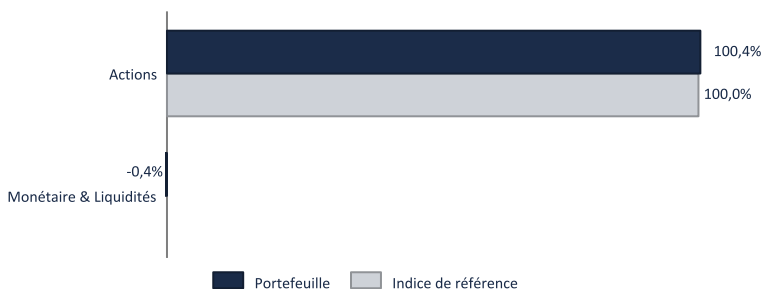 100,4%
Actions
100,0%
-0,4%
Monétaire & Liquidités
Portefeuille Indice de référence